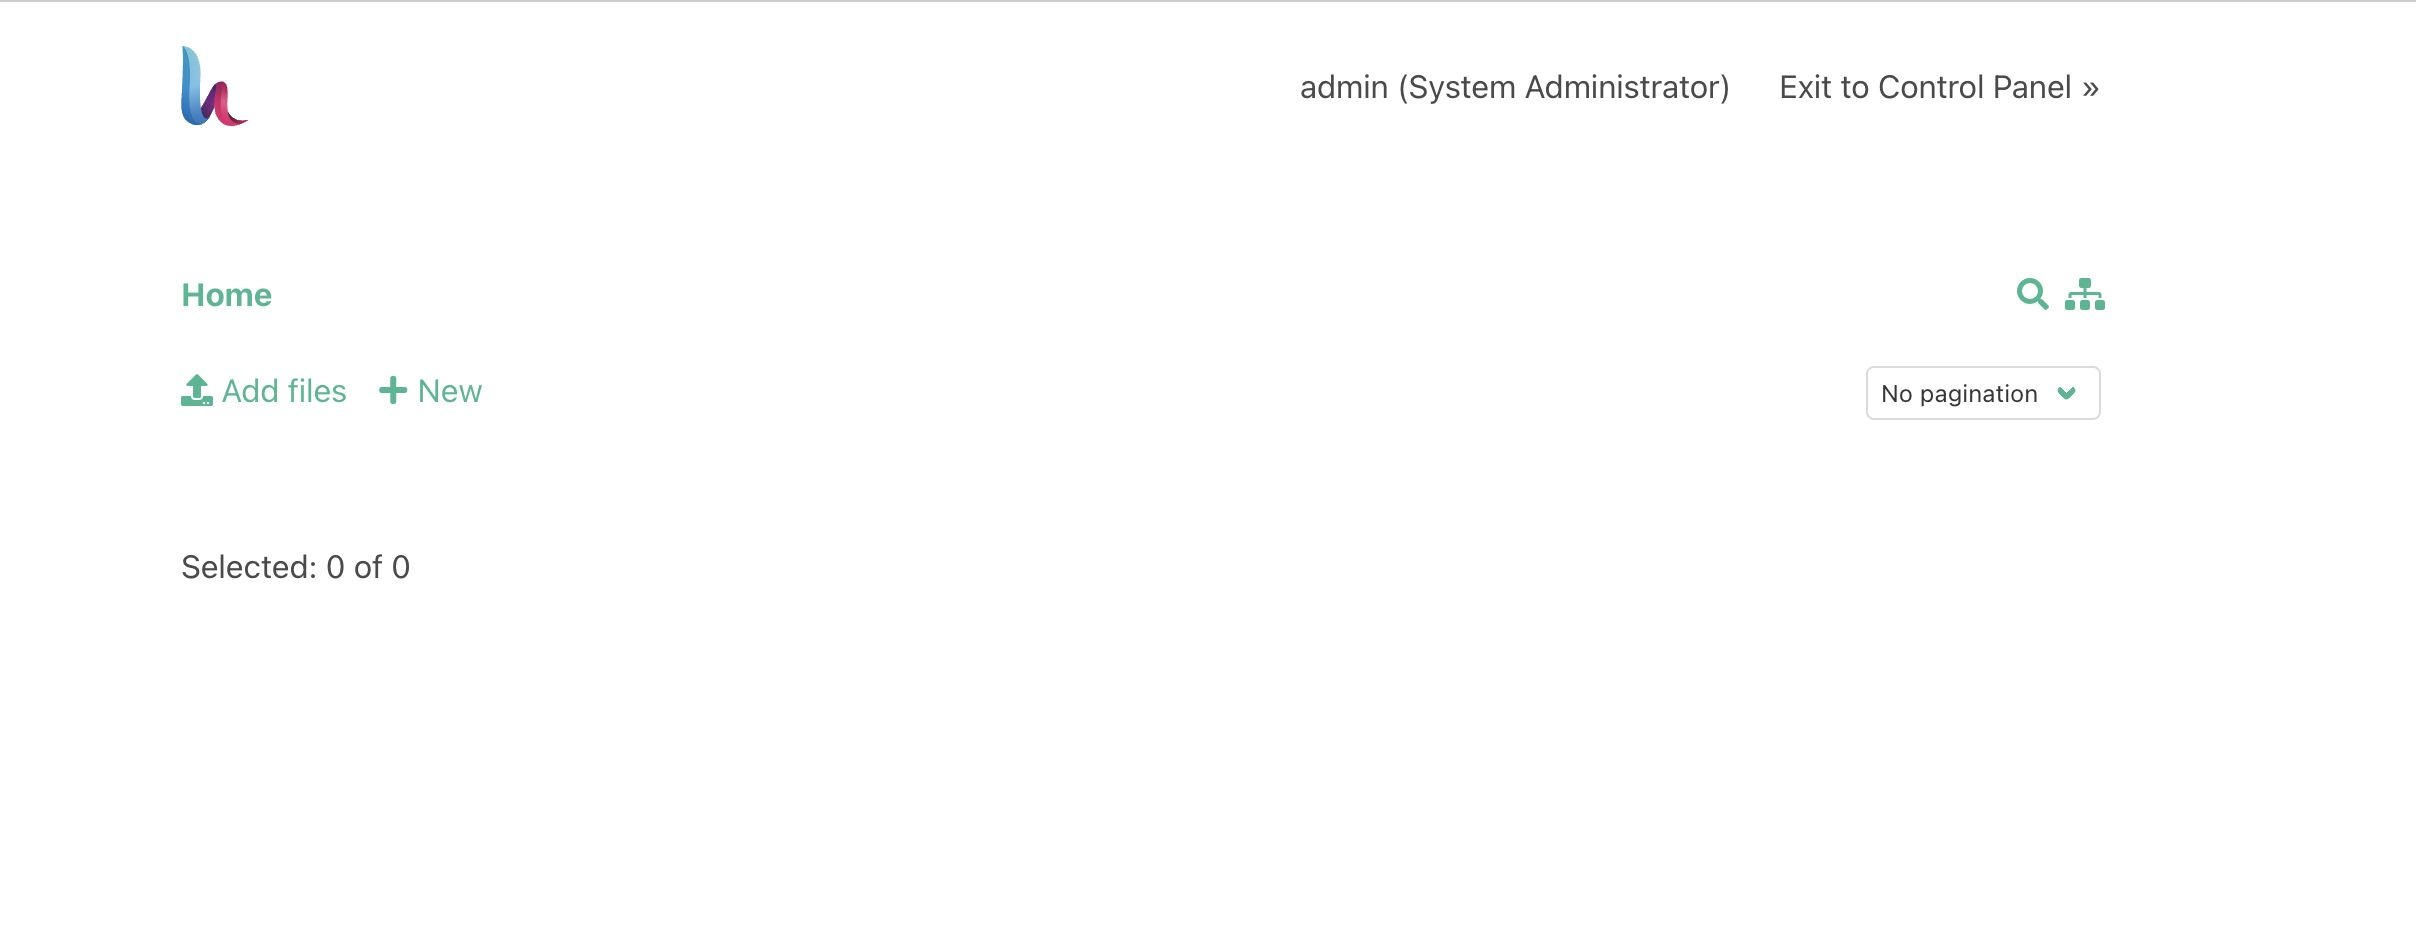 admin (System Administrator) Exit to Control Panel »
Home
Add files New
No pagination
Selected: 0 of 0